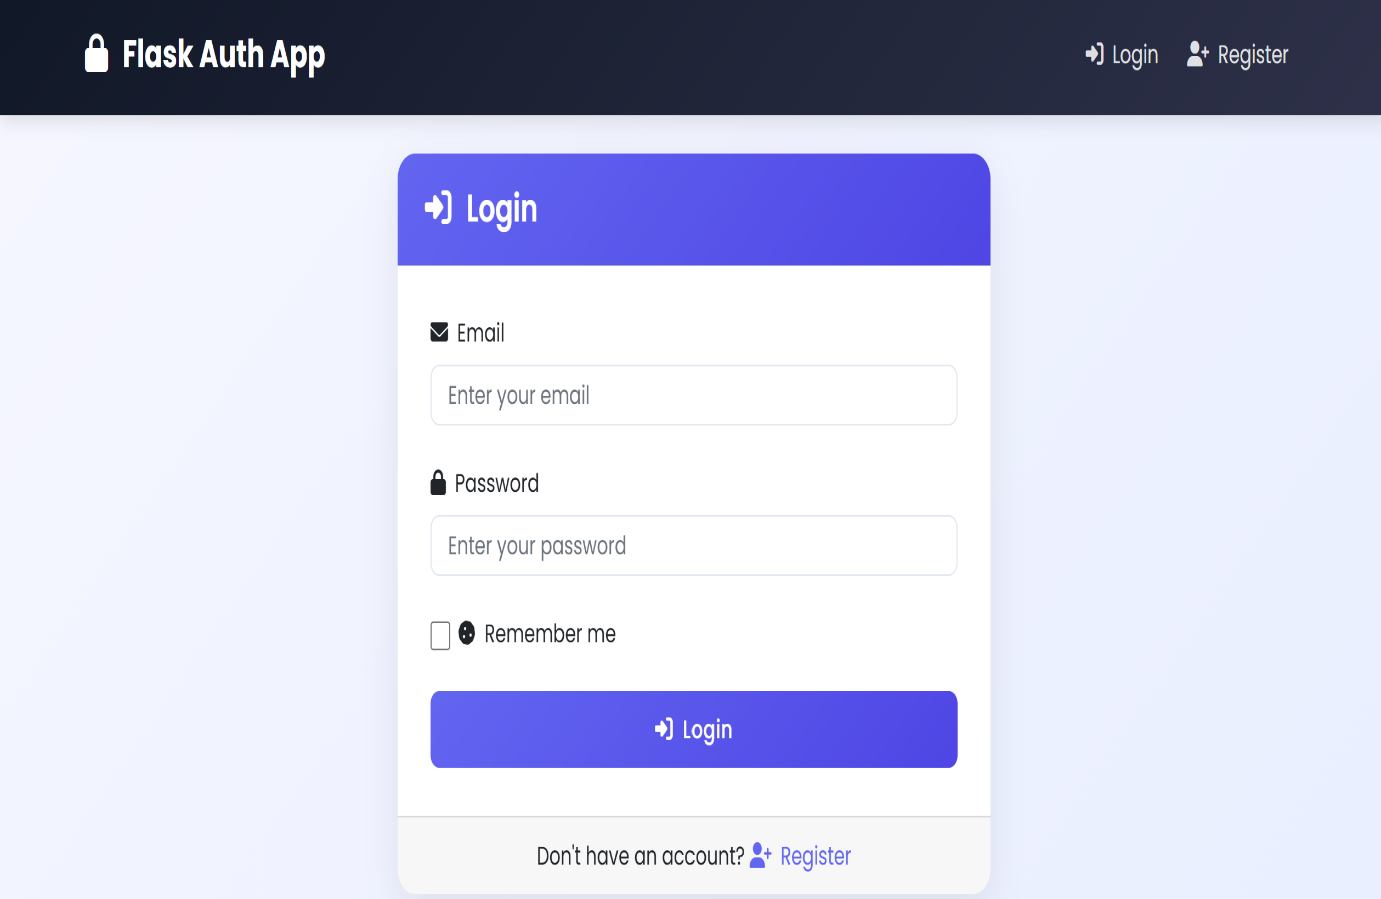 Flask Auth App
Login
Register
Login
Email
Enter your email
Password
Enter your password
Remember me
Login
Don't have an account? Register